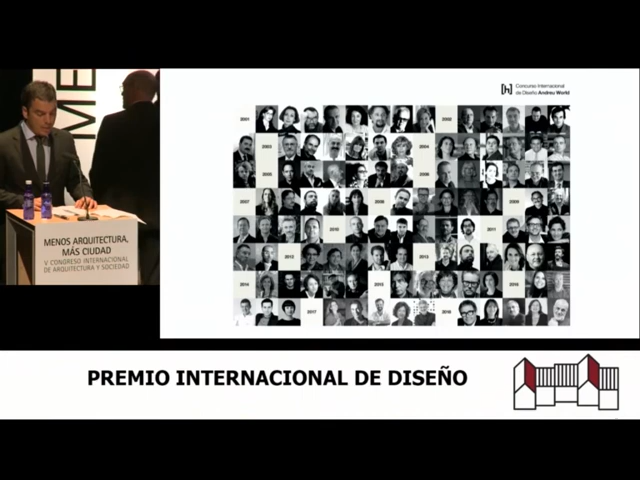 ME
[h]
Concurso Internacional
de Diseño Andreu World
2001
2002
2003
2004
2005
2006
2007
2008
2009
2010
2011
2012
2013
2014
2015
2016
2017
2018
MENOS ARQUITECTURA,
MÁS CIUDAD
V CONGRESO INTERNACIONAL
DE ARQUITECTURA Y SOCIEDAD
PREMIO INTERNACIONAL DE DISEÑO